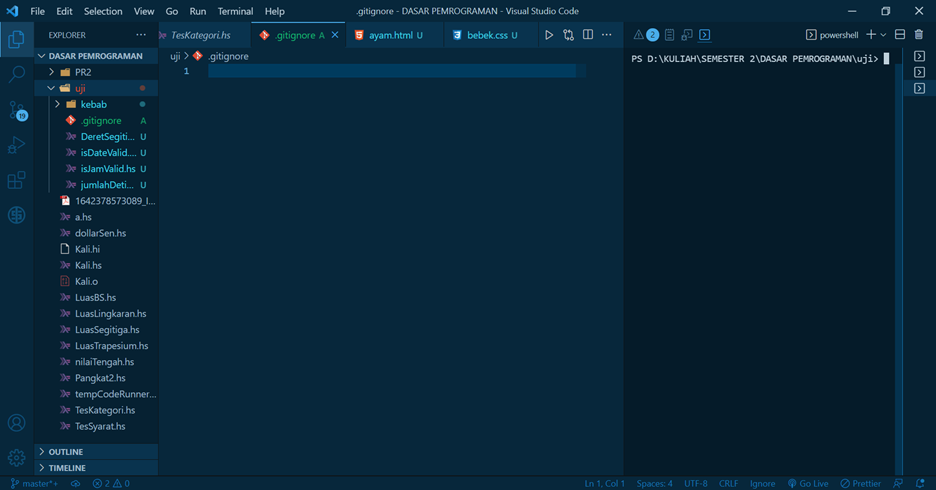 File Edit Selection View Go Run Terminal Help .gitignore - DASAR PEMROGRAMAN - Visual Studio Code
EXPLORER
TesKategori.hs .gitignore A ayam.html U bebek.css U
2 powershell
DASAR PEMROGRAMAN
PR2
uji
kebab
.gitignore A
DeretSegiti... U
isDateValid.... U
isJamValid.hs U
jumlahDeti... U
1642378573089_I...
a.hs
dollarSen.hs
Kali.hi
Kali.hs
Kali.o
LuasBS.hs
LuasLingkaran.hs
LuasSegitiga.hs
LuasTrapesium.hs
nilaiTengah.hs
Pangkat2.hs
tempCodeRunner...
TesKategori.hs
TesSyarat.hs
OUTLINE
TIMELINE
19
uji > .gitignore
1
PS D:\KULIAH\SEMESTER 2\DASAR PEMROGRAMAN\uji>
master*+ 2 0 Ln 1, Col 1 Spaces: 4 UTF-8 CRLF Ignore Go Live Prettier